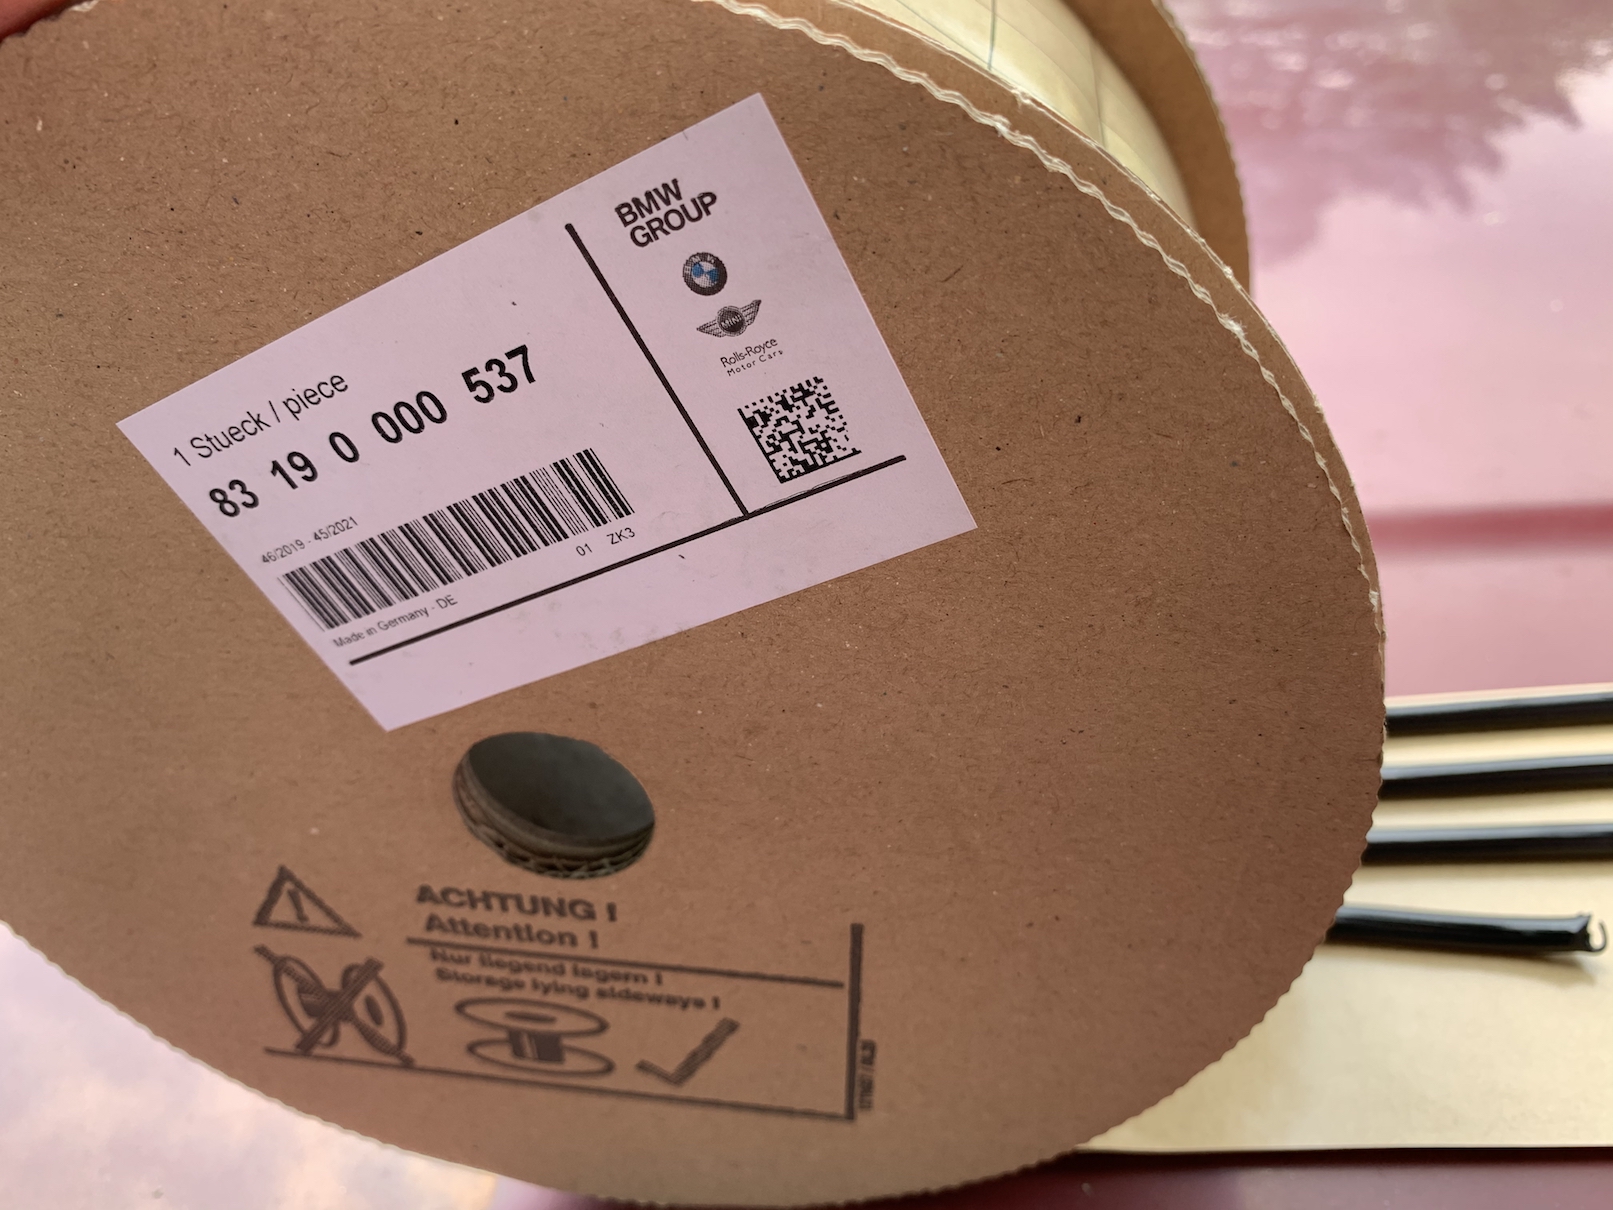 BMW
GROUP
MINI
Rolls-Royce
Motor Cars
1 Stueck / piece
83 19 0 000 537
46/2019 - 45/2021
01 ZK3
Made in Germany - DE
ACHTUNG !
Attention !
Nur liegend lagern !
Storage lying sideways !